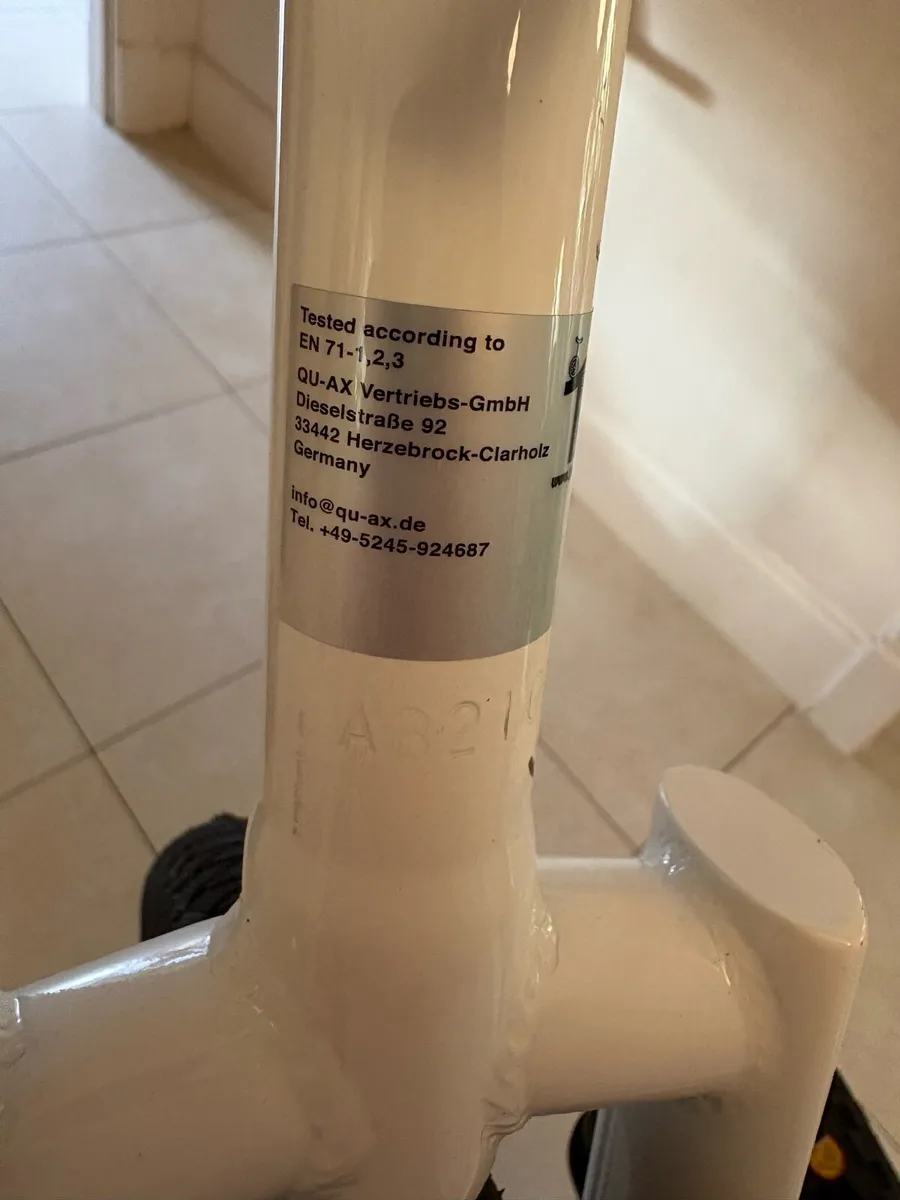 Tested according to
EN 71-1,2,3
QU-AX Vertriebs-GmbH
Dieselstraße 92
33442 Herzebrock-Clarholz
Germany
info@qu-ax.de
Tel. +49-5245-924687